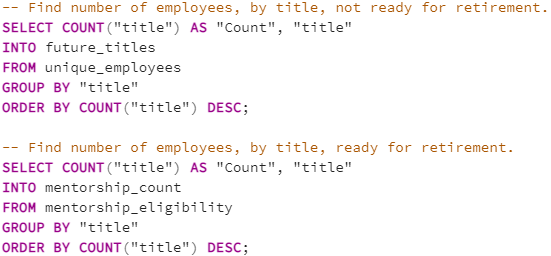 -- Find number of employees, by title, not ready for retirement.
SELECT COUNT("title") AS "Count", "title"
INTO future_titles
FROM unique_employees
GROUP BY "title"
ORDER BY COUNT("title") DESC;

-- Find number of employees, by title, ready for retirement.
SELECT COUNT("title") AS "Count", "title"
INTO mentorship_count
FROM mentorship_eligibility
GROUP BY "title"
ORDER BY COUNT("title") DESC;